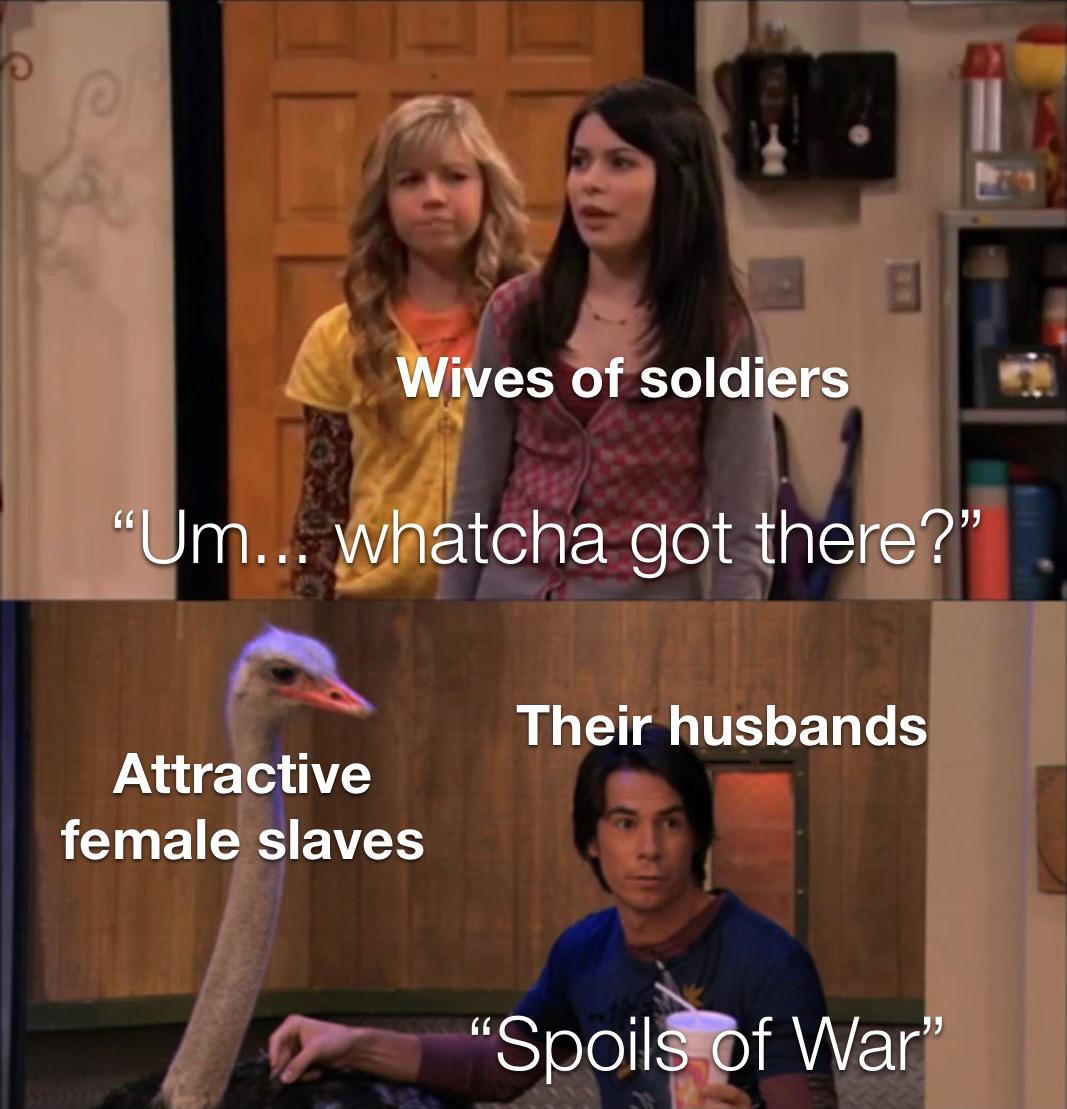 Wives of soldiers
“Um... whatcha got there?”
Their husbands
Attractive
female slaves
“Spoils of War”